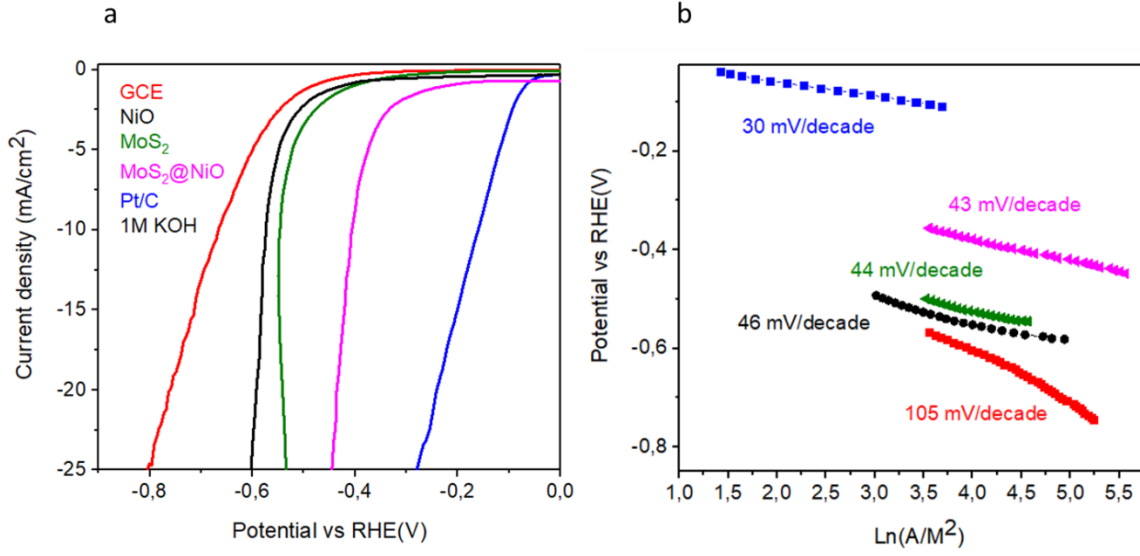 a
Current density (mA/cm²)
0
-5
-10
-15
-20
-25
GCE
NiO
MoS₂
MoS₂@NiO
Pt/C
1M KOH
-0,8
-0,6
-0,4
-0,2
0,0
Potential vs RHE(V)
b
Potential vs RHE(V)
-0,2
-0,4
-0,6
-0,8
30 mV/decade
43 mV/decade
44 mV/decade
46 mV/decade
105 mV/decade
1,0
1,5
2,0
2,5
3,0
3,5
4,0
4,5
5,0
5,5
Ln(A/M²)